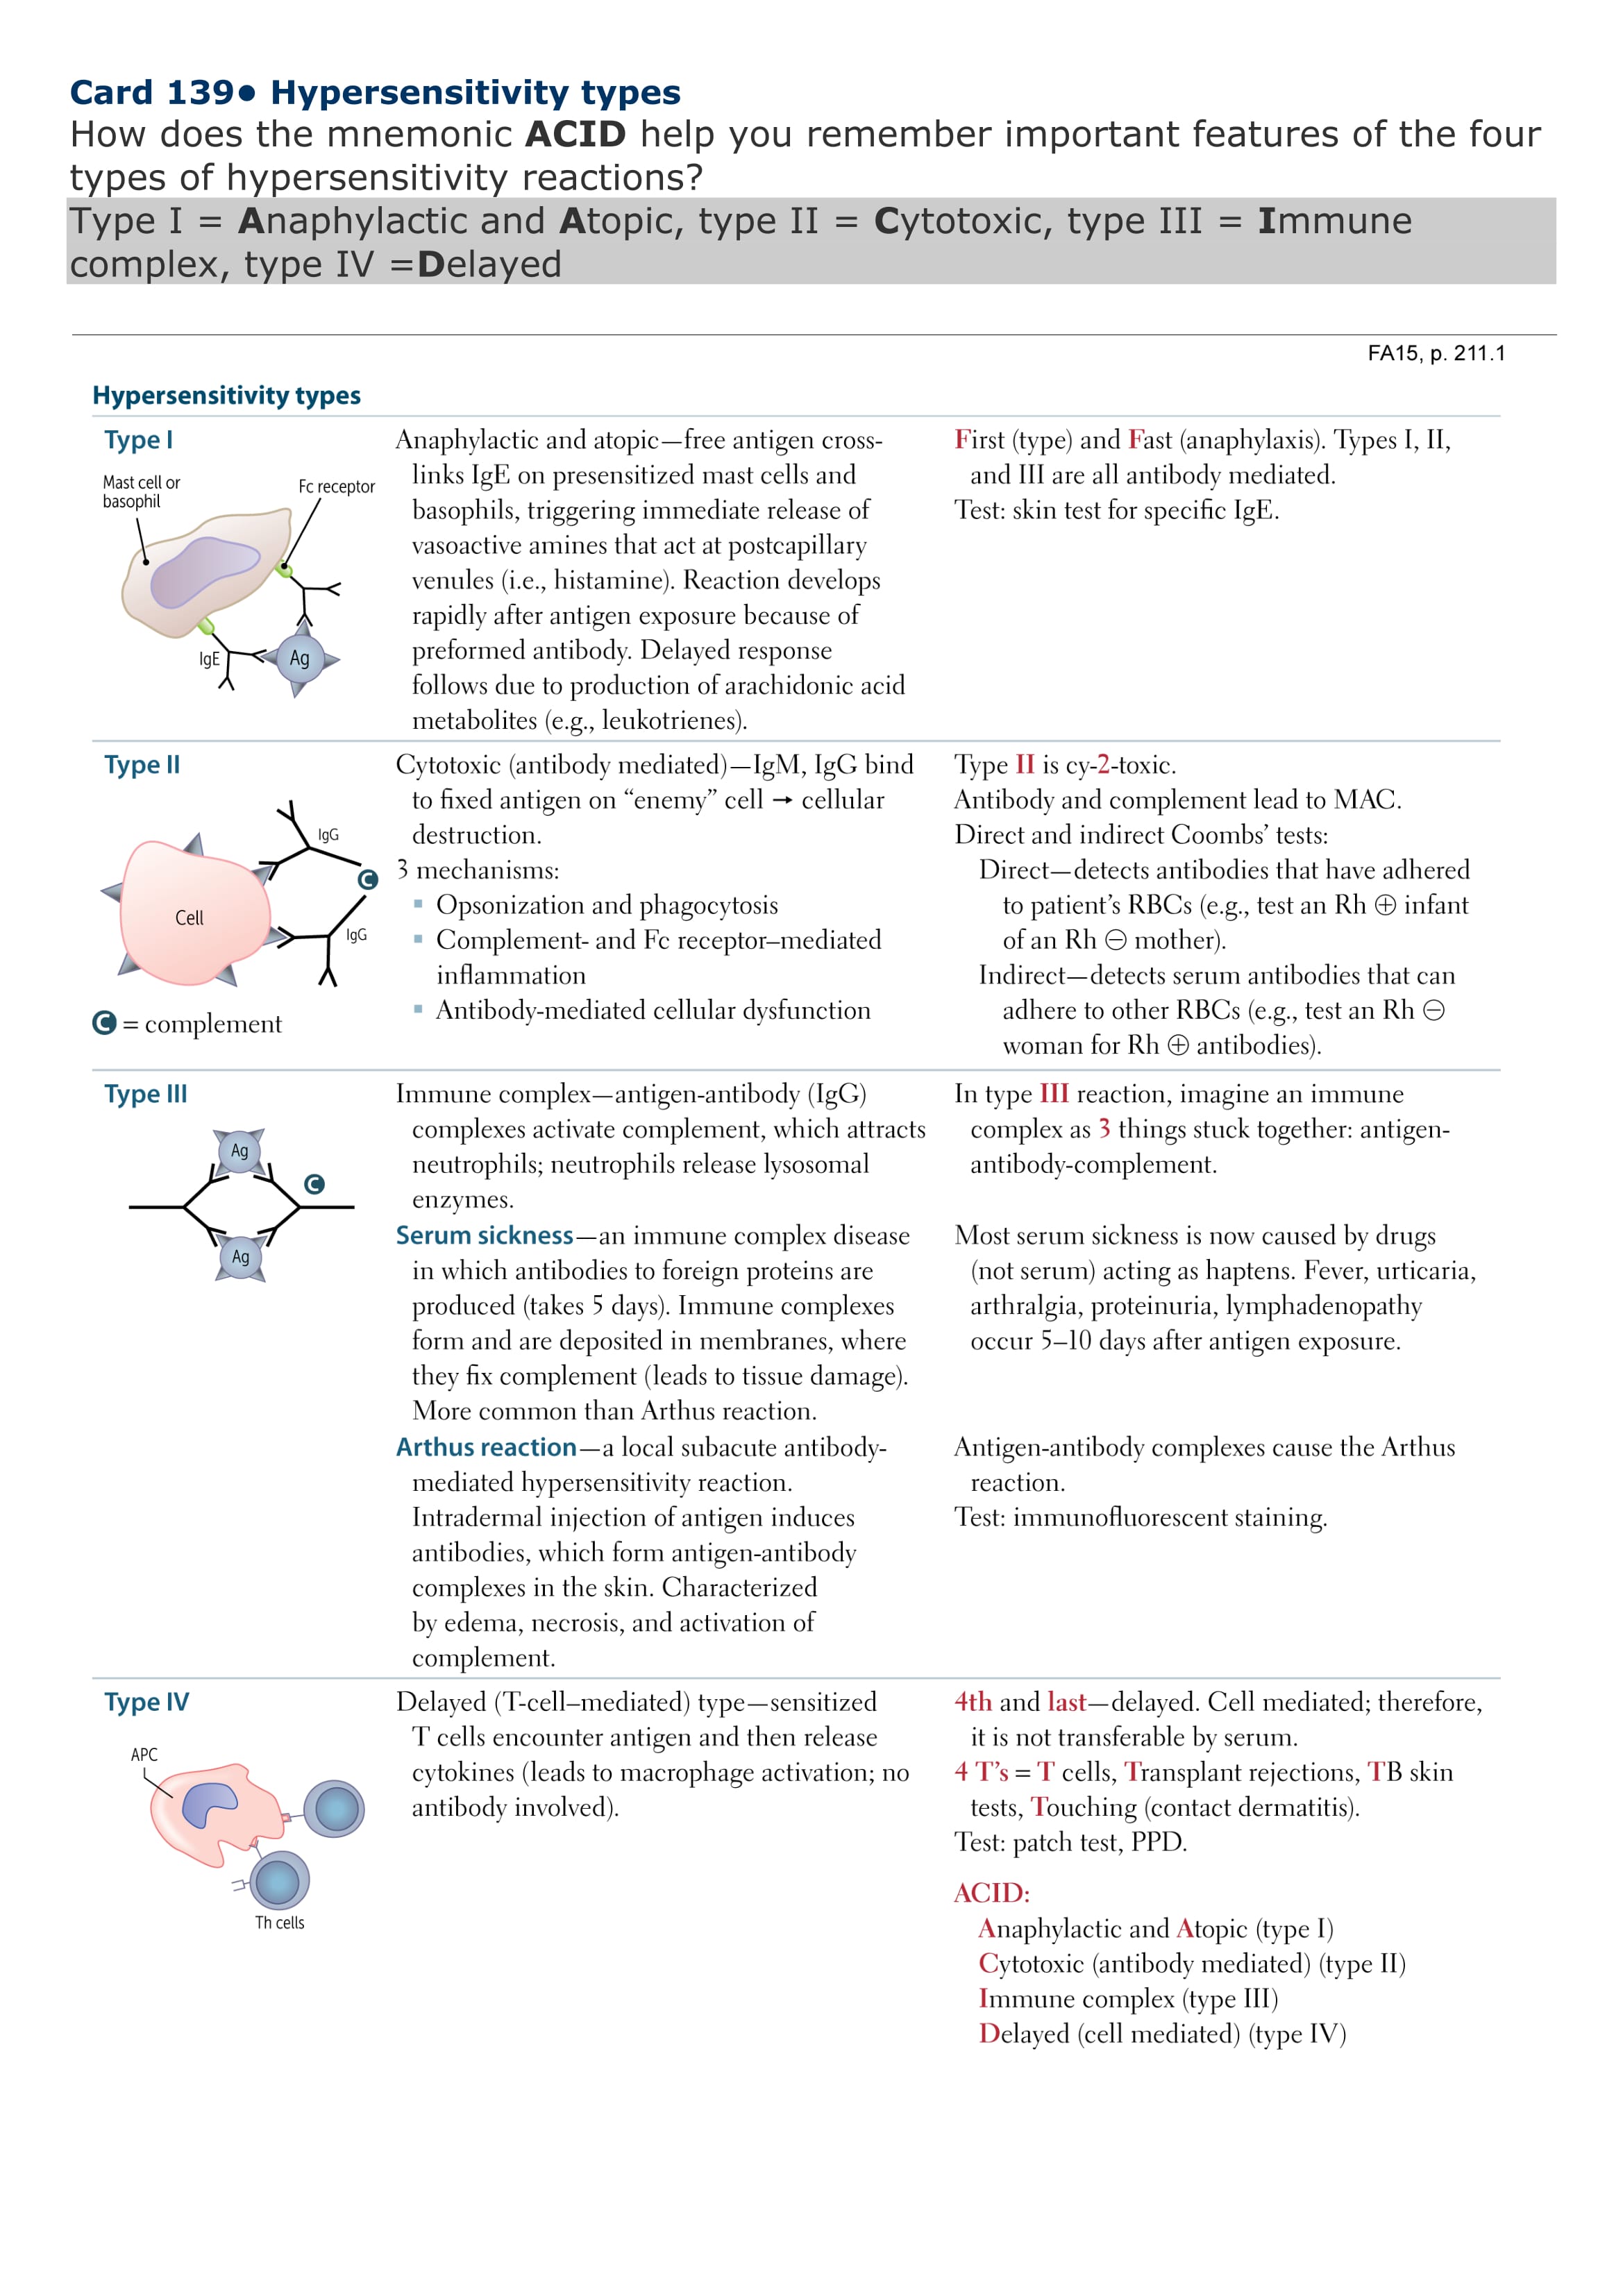 Card 139● Hypersensitivity types
How does the mnemonic ACID help you remember important features of the four
types of hypersensitivity reactions?
Type I = Anaphylactic and Atopic, type II = Cytotoxic, type III = Immune
complex, type IV =Delayed
FA15, p. 211.1
Hypersensitivity types
Type I
Mast cell or
basophil
Fc receptor
IgE
Ag
Anaphylactic and atopic—free antigen cross-
links IgE on presensitized mast cells and
basophils, triggering immediate release of
vasoactive amines that act at postcapillary
venules (i.e., histamine). Reaction develops
rapidly after antigen exposure because of
preformed antibody. Delayed response
follows due to production of arachidonic acid
metabolites (e.g., leukotrienes).
First (type) and Fast (anaphylaxis). Types I, II,
and III are all antibody mediated.
Test: skin test for specific IgE.
Type II
IgG
C
Cell
IgG
C = complement
Cytotoxic (antibody mediated)—IgM, IgG bind
to fixed antigen on “enemy” cell → cellular
destruction.
3 mechanisms:
▪ Opsonization and phagocytosis
▪ Complement- and Fc receptor–mediated
inflammation
▪ Antibody-mediated cellular dysfunction
Type II is cy-2-toxic.
Antibody and complement lead to MAC.
Direct and indirect Coombs’ tests:
Direct—detects antibodies that have adhered
to patient’s RBCs (e.g., test an Rh ⊕ infant
of an Rh ⊖ mother).
Indirect—detects serum antibodies that can
adhere to other RBCs (e.g., test an Rh ⊖
woman for Rh ⊕ antibodies).
Type III
Ag
C
Ag
Immune complex—antigen-antibody (IgG)
complexes activate complement, which attracts
neutrophils; neutrophils release lysosomal
enzymes.
In type III reaction, imagine an immune
complex as 3 things stuck together: antigen-
antibody-complement.
Serum sickness—an immune complex disease
in which antibodies to foreign proteins are
produced (takes 5 days). Immune complexes
form and are deposited in membranes, where
they fix complement (leads to tissue damage).
More common than Arthus reaction.
Most serum sickness is now caused by drugs
(not serum) acting as haptens. Fever, urticaria,
arthralgia, proteinuria, lymphadenopathy
occur 5–10 days after antigen exposure.
Arthus reaction—a local subacute antibody-
mediated hypersensitivity reaction.
Intradermal injection of antigen induces
antibodies, which form antigen-antibody
complexes in the skin. Characterized
by edema, necrosis, and activation of
complement.
Antigen-antibody complexes cause the Arthus
reaction.
Test: immunofluorescent staining.
Type IV
APC
Th cells
Delayed (T-cell–mediated) type—sensitized
T cells encounter antigen and then release
cytokines (leads to macrophage activation; no
antibody involved).
4th and last—delayed. Cell mediated; therefore,
it is not transferable by serum.
4 T’s = T cells, Transplant rejections, TB skin
tests, Touching (contact dermatitis).
Test: patch test, PPD.
ACID:
Anaphylactic and Atopic (type I)
Cytotoxic (antibody mediated) (type II)
Immune complex (type III)
Delayed (cell mediated) (type IV)